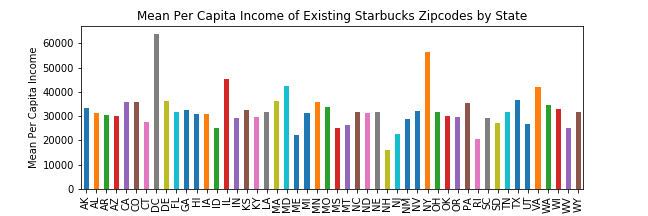 Mean Per Capita Income of Existing Starbucks Zipcodes by State
Mean Per Capita Income
60000
50000
40000
30000
20000
10000
0
AK AL AR AZ CA CO CT DC DE FL GA HI IA ID IL IN KS KY LA MA MD ME MI MN MO MS MT NC ND NE NH NJ NM NV NY OH OK OR PA RI SC SD TN TX UT VA WA WI WV WY